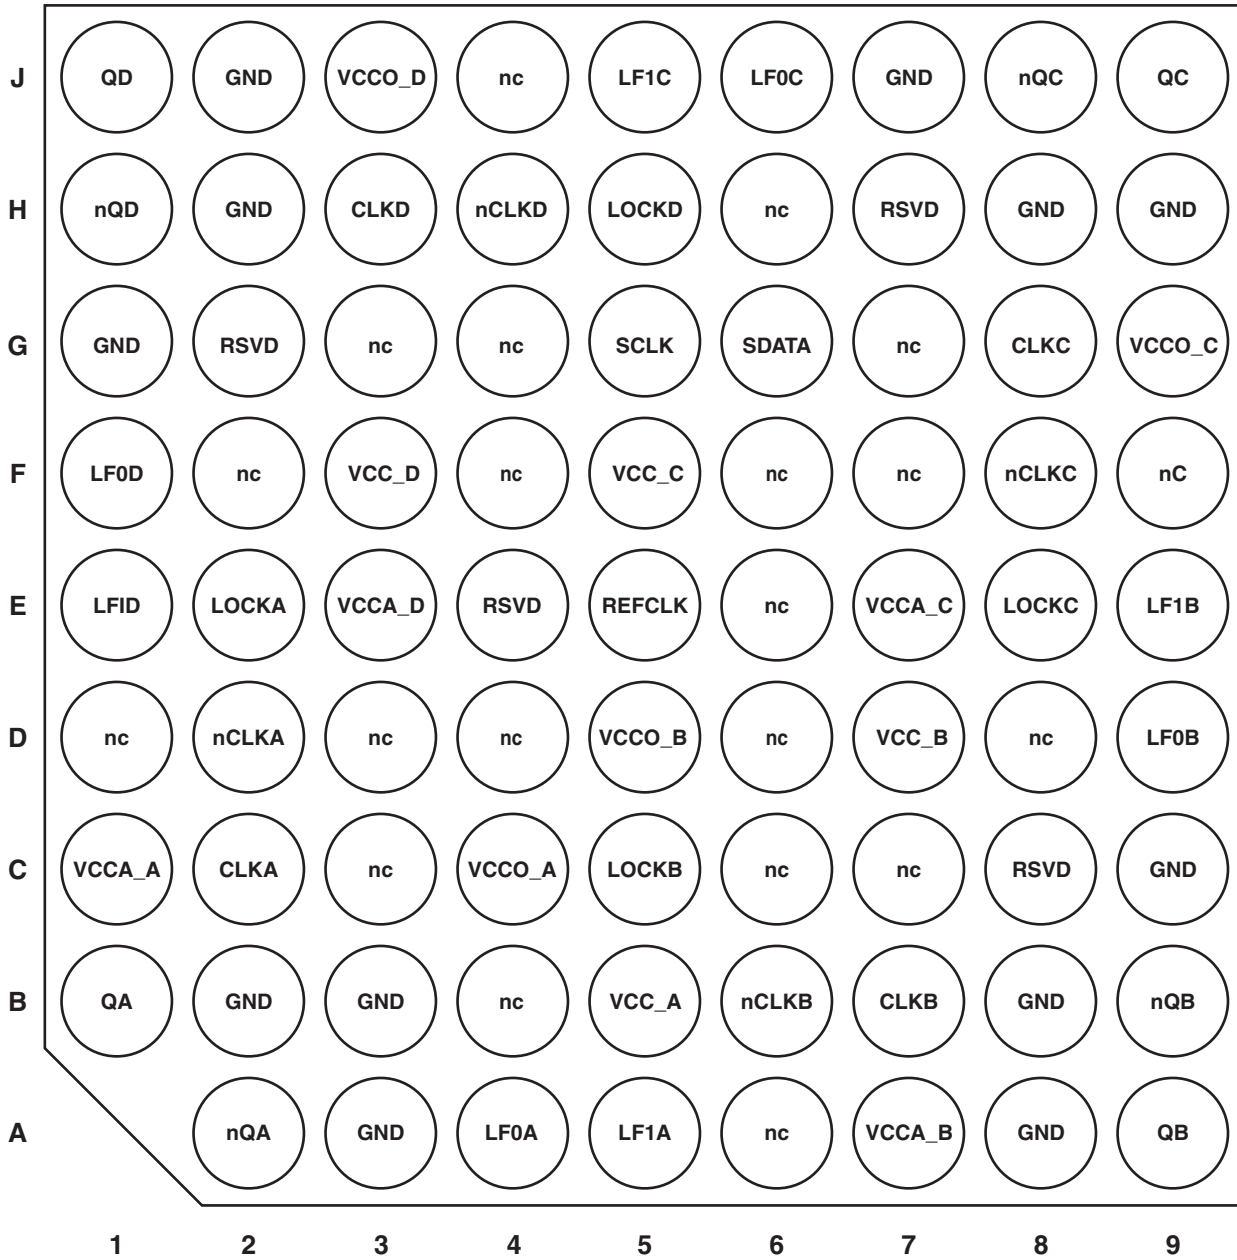 J QD GND VCCO_D nc LF1C LF0C GND nQC QC
H nQD GND CLKD nCLKD LOCKD nc RSVD GND GND
G GND RSVD nc nc SCLK SDATA nc CLKC VCCO_C
F LF0D nc VCC_D nc VCC_C nc nc nCLKC nC
E LFID LOCKA VCCA_D RSVD REFCLK nc VCCA_C LOCKC LF1B
D nc nCLKA nc nc VCCO_B nc VCC_B nc LF0B
C VCCA_A CLKA nc VCCO_A LOCKB nc nc RSVD GND
B QA GND GND nc VCC_A nCLKB CLKB GND nQB
A nQA GND LF0A LF1A nc VCCA_B GND QB
1 2 3 4 5 6 7 8 9